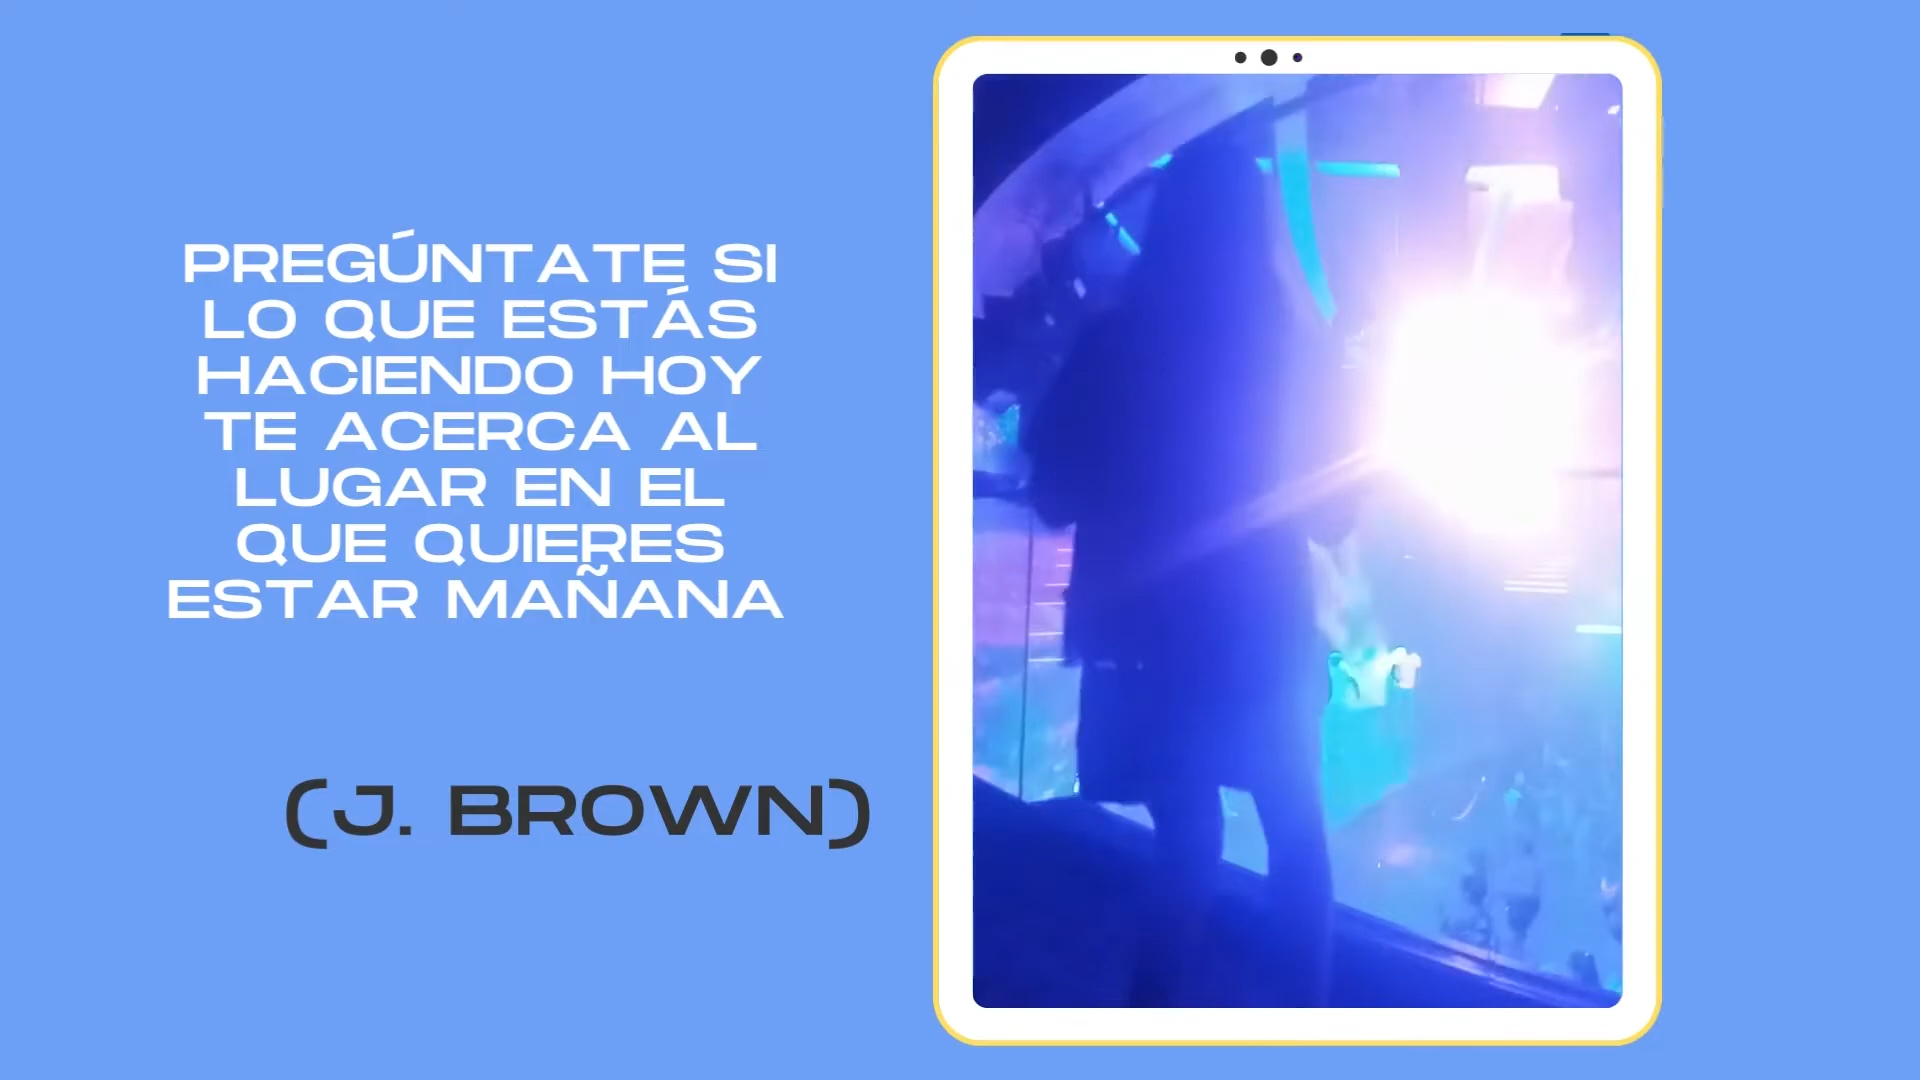 PREGÚNTATE SI
LO QUE ESTÁS
HACIENDO HOY
TE ACERCA AL
LUGAR EN EL
QUE QUIERES
ESTAR MAÑANA
(J. BROWN)